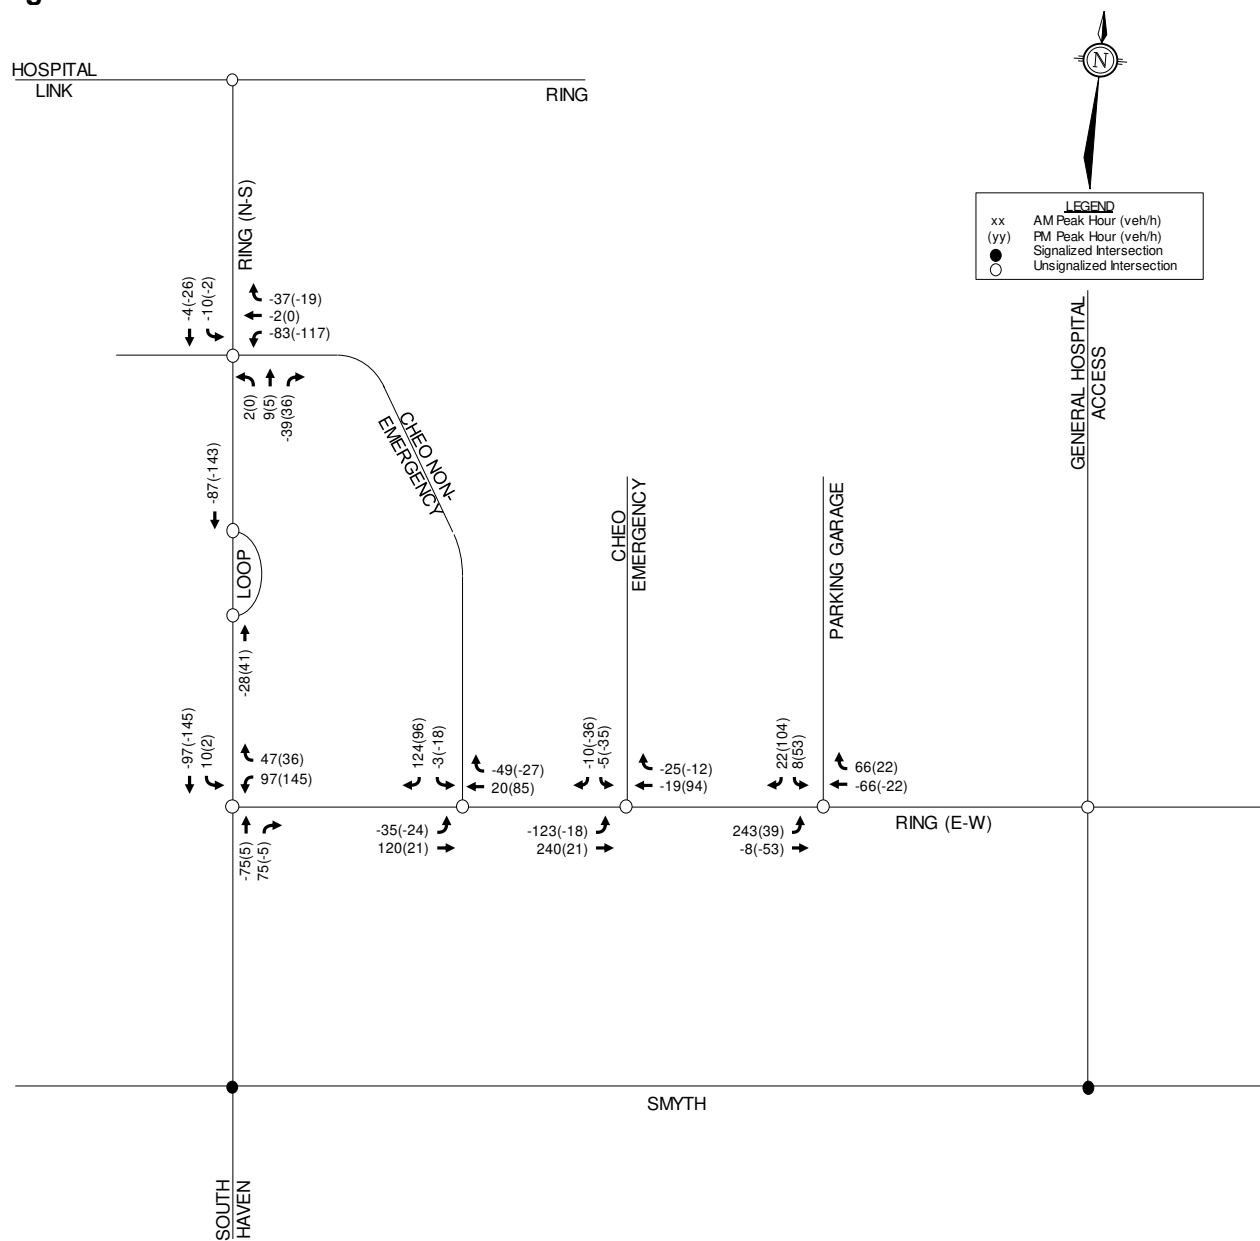 HOSPITAL
LINK
RING
N
LEGEND
xx AM Peak Hour (veh/h)
(yy) PM Peak Hour (veh/h)
Signalized Intersection
Unsignalized Intersection
RING (N-S)
-4(-26)
-10(-2)
-37(-19)
-2(0)
-83(-117)
2(0)
9(5)
-39(36)
GENERAL HOSPITAL
ACCESS
CHEO NON-
EMERGENCY
-87(-143)
LOOP
CHEO
EMERGENCY
PARKING GARAGE
-28(41)
-97(-145)
10(2)
47(36)
97(145)
124(96)
-3(-18)
-49(-27)
20(85)
-10(-36)
-5(-35)
-25(-12)
-19(94)
22(104)
8(53)
66(22)
-66(-22)
-75(5)
75(-5)
-35(-24)
120(21)
-123(-18)
240(21)
243(39)
-8(-53)
RING (E-W)
SMYTH
SOUTH
HAVEN